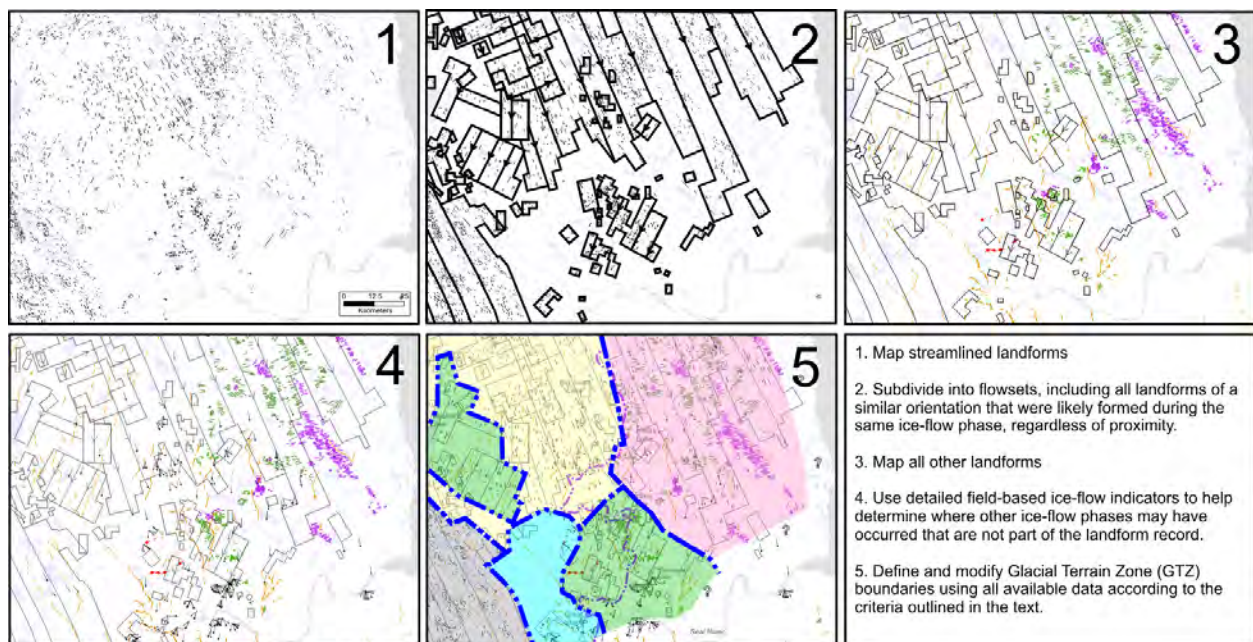 1
2
3
0 12.5 25
Kilometers
4
5
1. Map streamlined landforms
2. Subdivide into flowsets, including all landforms of a
similar orientation that were likely formed during the
same ice-flow phase, regardless of proximity.
3. Map all other landforms
4. Use detailed field-based ice-flow indicators to help
determine where other ice-flow phases may have
occurred that are not part of the landform record.
5. Define and modify Glacial Terrain Zone (GTZ)
boundaries using all available data according to the
criteria outlined in the text.